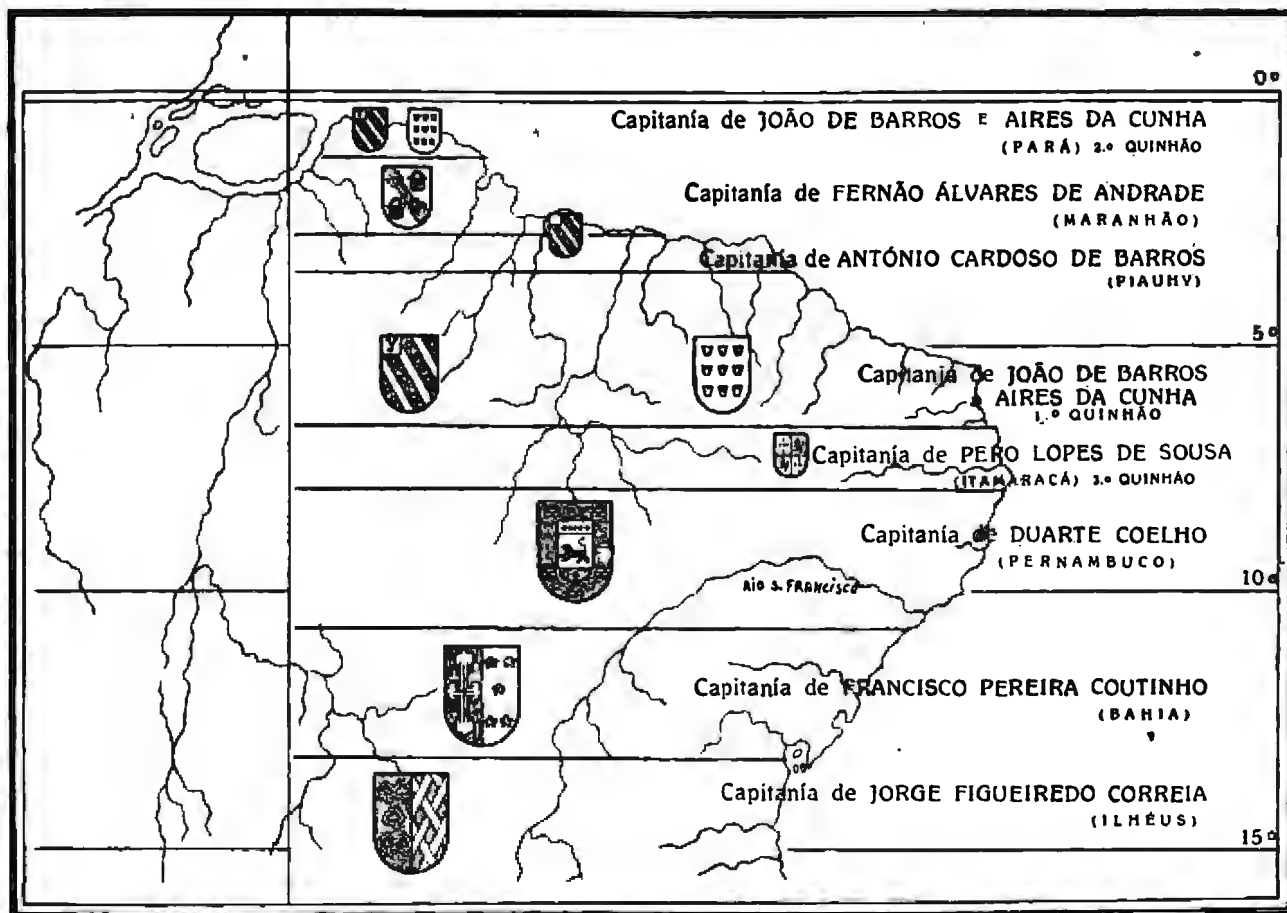 0º
Capitanía de JOÃO DE BARROS E AIRES DA CUNHA
(PARÁ) 2.º QUINHÃO
Capitanía de FERNÃO ÁLVARES DE ANDRADE
(MARANHÃO)
Capitanía de ANTÓNIO CARDOSO DE BARROS
(PIAUHY)
5º
Capitanía de JOÃO DE BARROS
AIRES DA CUNHA
1.º QUINHÃO
Capitanía de PERO LOPES DE SOUSA
(ITAMARACÁ) 3.º QUINHÃO
Capitanía de DUARTE COELHO
(PERNAMBUCO)
10º
RIO S. FRANCISCO
Capitanía de FRANCISCO PEREIRA COUTINHO
(BAHIA)
Capitanía de JORGE FIGUEIREDO CORREIA
(ILHÉUS)
15º